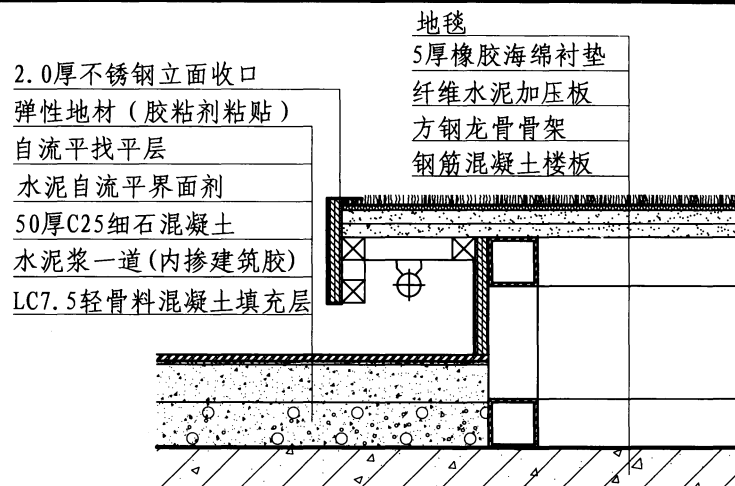 2.0厚不锈钢立面收口
弹性地材（胶粘剂粘贴）
自流平找平层
水泥自流平界面剂
50厚C25细石混凝土
水泥浆一道(内掺建筑胶)
LC7.5轻骨料混凝土填充层
地毯
5厚橡胶海绵衬垫
纤维水泥加压板
方钢龙骨骨架
钢筋混凝土楼板